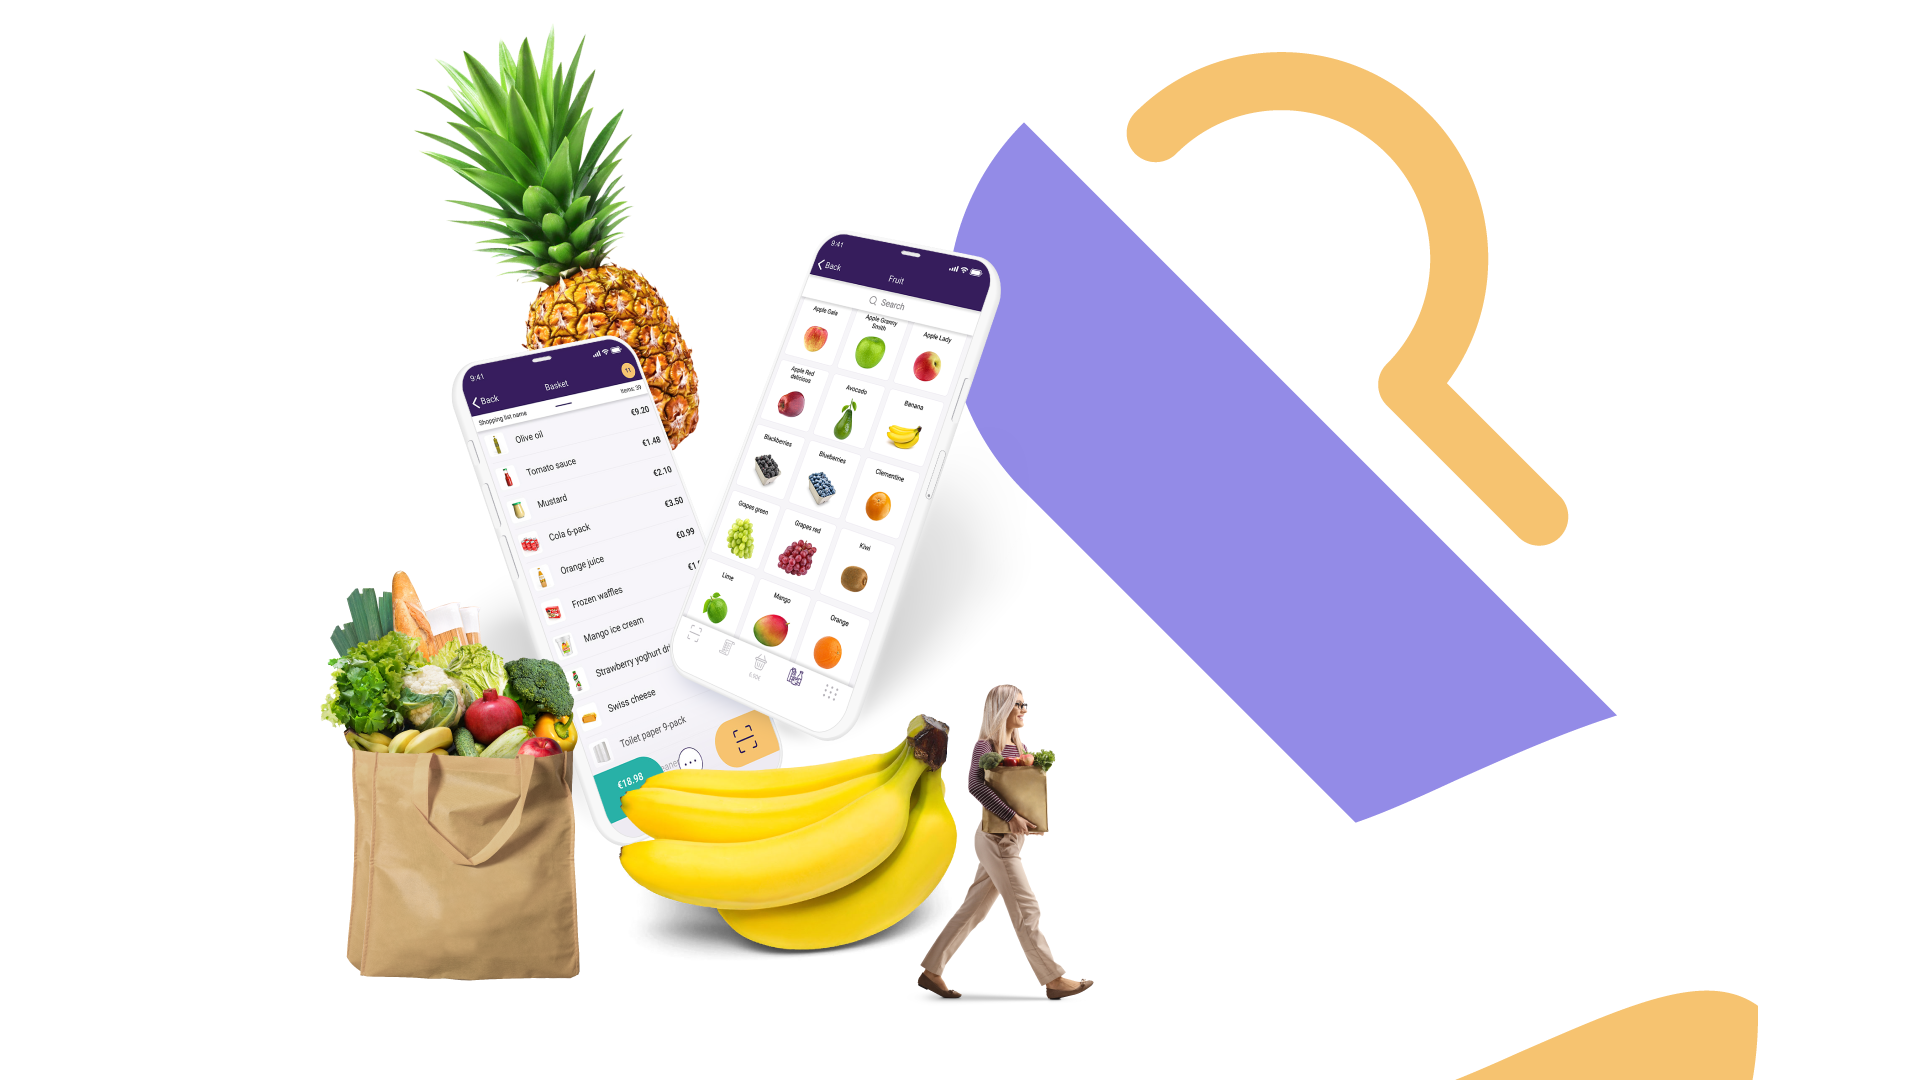 9:41
Back
Basket
11
Shopping list name
Items: 39
Olive oil
€9.20
Tomato sauce
€1.48
Mustard
€2.10
Cola 6-pack
€3.50
Orange juice
€0.99
Frozen waffles
Mango ice cream
Strawberry yoghurt
Swiss cheese
Toilet paper 9-pack
€18.98
9:41
Back
Fruit
Search
Apple Gala
Apple Granny
Smith
Apple Lady
Apple Red
delicious
Avocado
Banana
Blackberries
Blueberries
Clementine
Grapes green
Grapes red
Kiwi
Lime
Mango
Orange